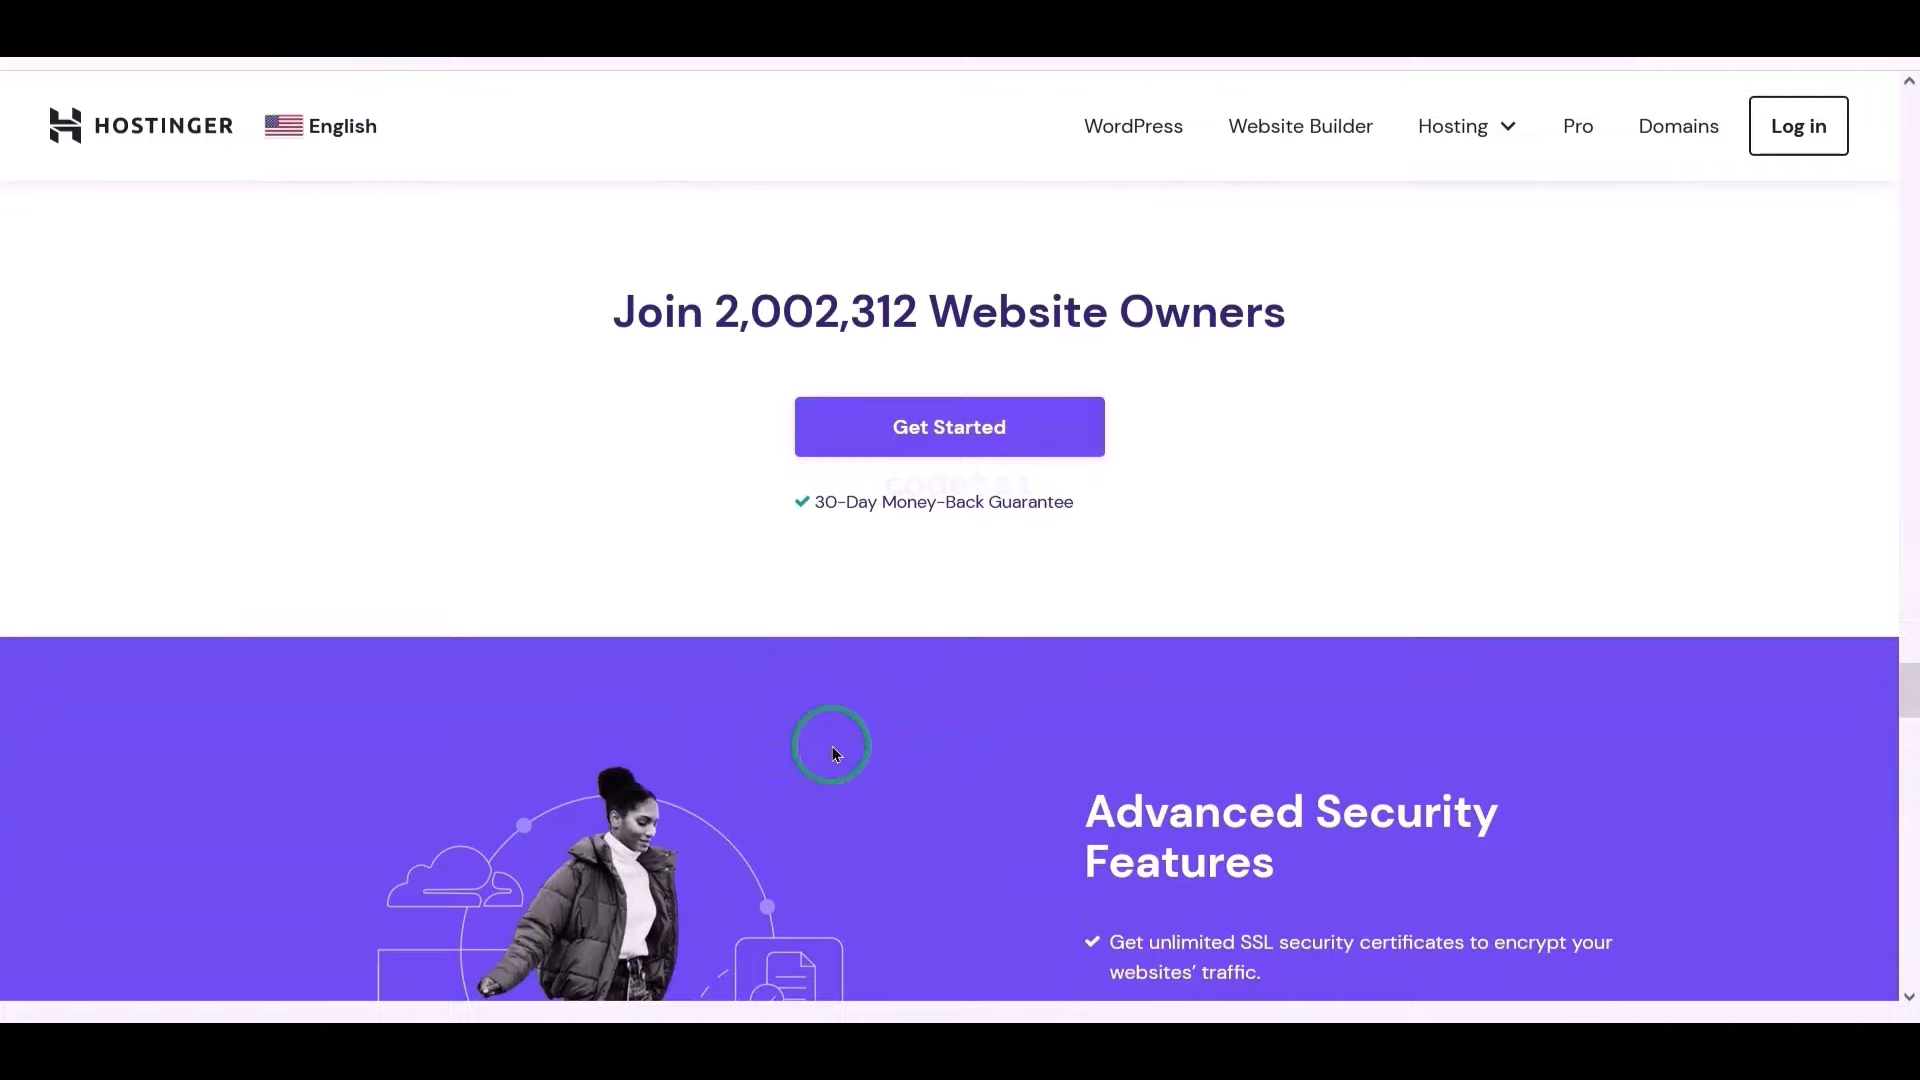 HOSTINGER English WordPress Website Builder Hosting Pro Domains Log in
Join 2,002,312 Website Owners
Get Started
30-Day Money-Back Guarantee
Advanced Security
Features
Get unlimited SSL security certificates to encrypt your
websites’ traffic.